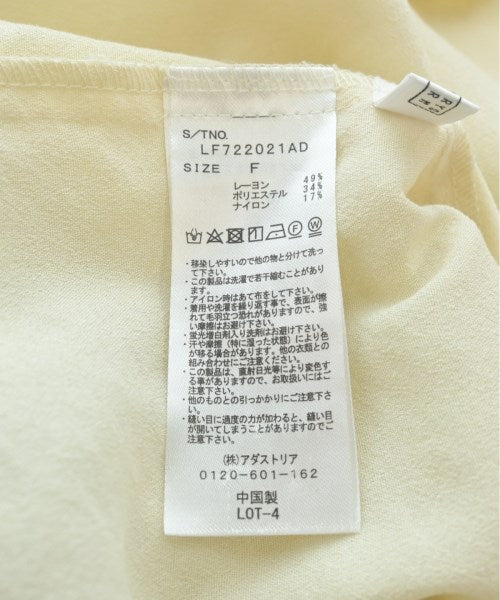 S/TNO.
LF722021AD
SIZE F
レーヨン 49%
ポリエステル 34%
ナイロン 17%
・移染しやすいので他の物と分けて洗っ
て下さい。
・この製品は洗濯で若干縮むことがあり
ます。
・アイロン時はあて布をして下さい。
・着用や洗濯を繰り返す事で、表面が擦
れて毛羽立つ恐れがありますので、強
い摩擦はお避け下さい。
・蛍光増白剤入り洗剤はお避け下さい。
・汗や摩擦（特に湿った状態）により色
が移る場合があります。他の衣類との
組み合わせにご注意下さい。
・この製品は、直射日光等により変色す
る事がありますので、お取扱いにはご
注意下さい。
・他のものとの引っかかりにご注意下さ
い。
・縫い目に過度の力が加わると、縫い目
が開いてしまうことがありますのでご
注意下さい。
(株)アダストリア
0120-601-162
中国製
LOT-4